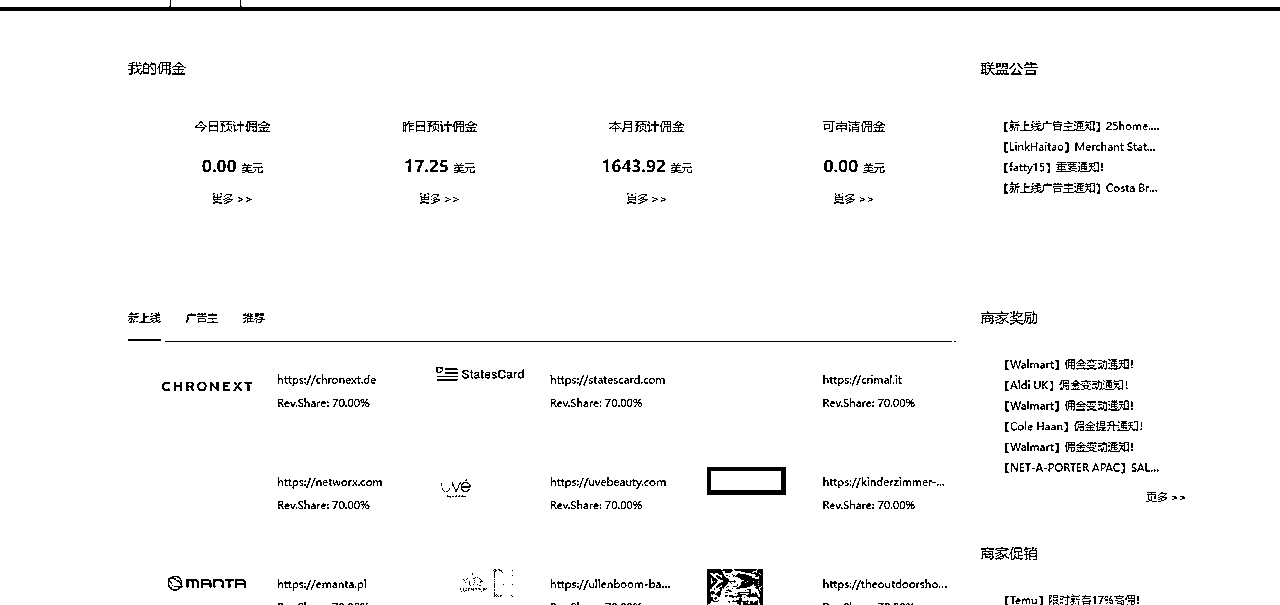 我的佣金
今日预计佣金 昨日预计佣金 本月预计佣金 可申请佣金
0.00 美元 17.25 美元 1643.92 美元 0.00 美元
更多 >> 更多 >> 更多 >> 更多 >>
联盟公告
【新上线广告主通知】25home....
【LinkHaitao】Merchant Stat...
【fatty15】重要通知!
【新上线广告主通知】Costa Br...
新上线 广告主 推荐
CHRONEXT https://chronext.de StatesCard https://statescard.com https://crimal.it
Rev.Share: 70.00% Rev.Share: 70.00% Rev.Share: 70.00%
https://networx.com uvé https://uvebeauty.com https://kinderzimmer-...
Rev.Share: 70.00% Rev.Share: 70.00% Rev.Share: 70.00%
MANTA https://emanta.pl https://ullenboom-ba... https://theoutdoorsho...
商家奖励
【Walmart】佣金变动通知!
【Aldi UK】佣金变动通知!
【Walmart】佣金变动通知!
【Cole Haan】佣金提升通知!
【Walmart】佣金变动通知!
【NET-A-PORTER APAC】SAL...
更多 >>
商家促销
【Temu】限时新客17%高佣!